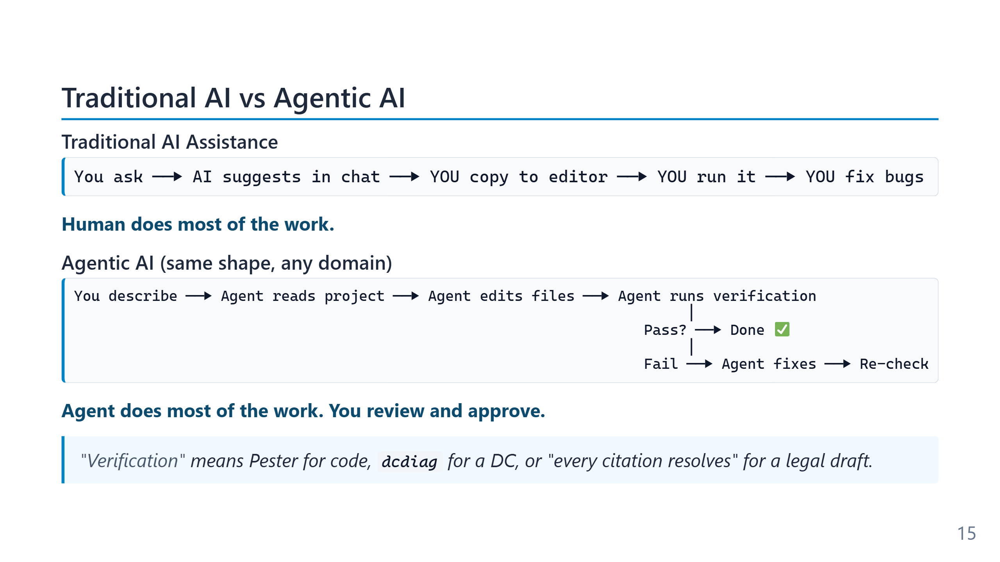 Traditional AI vs Agentic AI
Traditional AI Assistance
You ask ──▶ AI suggests in chat ──▶ YOU copy to editor ──▶ YOU run it ──▶ YOU fix bugs
Human does most of the work.
Agentic AI (same shape, any domain)
You describe ──▶ Agent reads project ──▶ Agent edits files ──▶ Agent runs verification
│
Pass? ──▶ Done ✅
│
Fail ──▶ Agent fixes ──▶ Re-check
Agent does most of the work. You review and approve.
"Verification" means Pester for code, dcdiag for a DC, or "every citation resolves" for a legal draft.
15